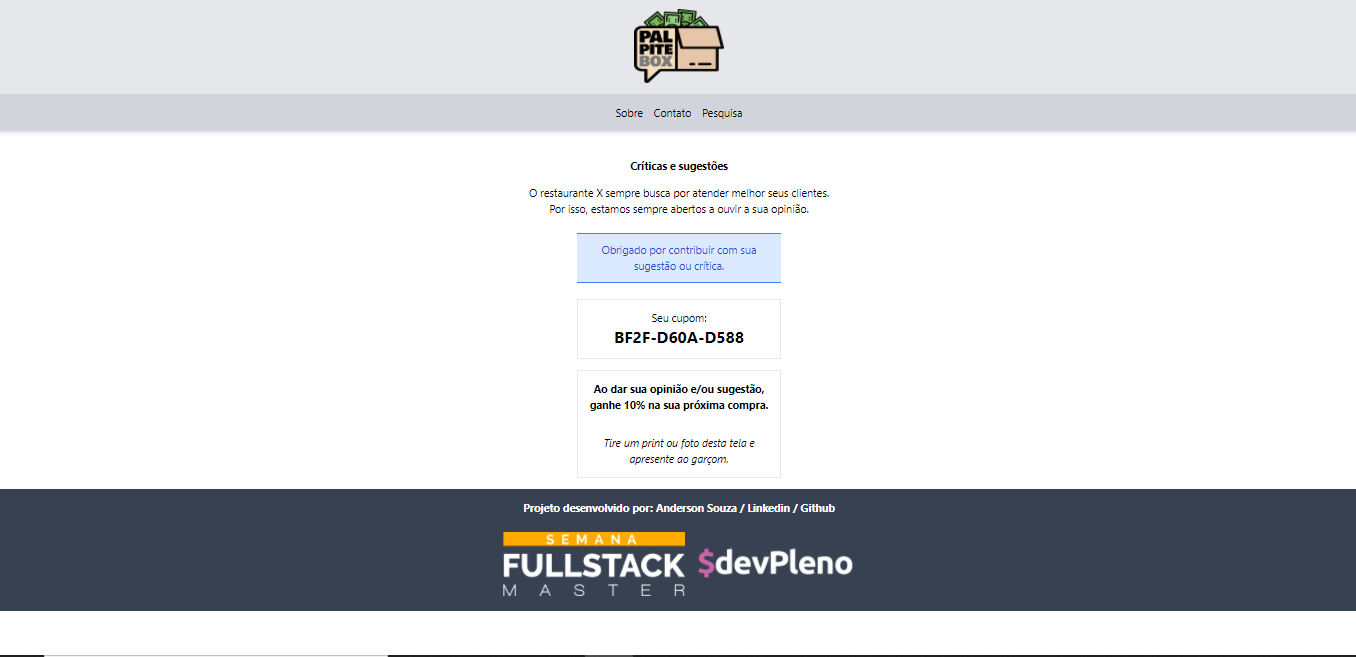 PAL
PITE
BOX
Sobre Contato Pesquisa
Críticas e sugestões
O restaurante X sempre busca por atender melhor seus clientes.
Por isso, estamos sempre abertos a ouvir a sua opinião.
Obrigado por contribuir com sua
sugestão ou crítica.
Seu cupom:
BF2F-D60A-D588
Ao dar sua opinião e/ou sugestão,
ganhe 10% na sua próxima compra.
Tire um print ou foto desta tela e
apresente ao garçom.
Projeto desenvolvido por: Anderson Souza / Linkedin / Github
SEMANA
FULLSTACK
MASTER
$devPleno